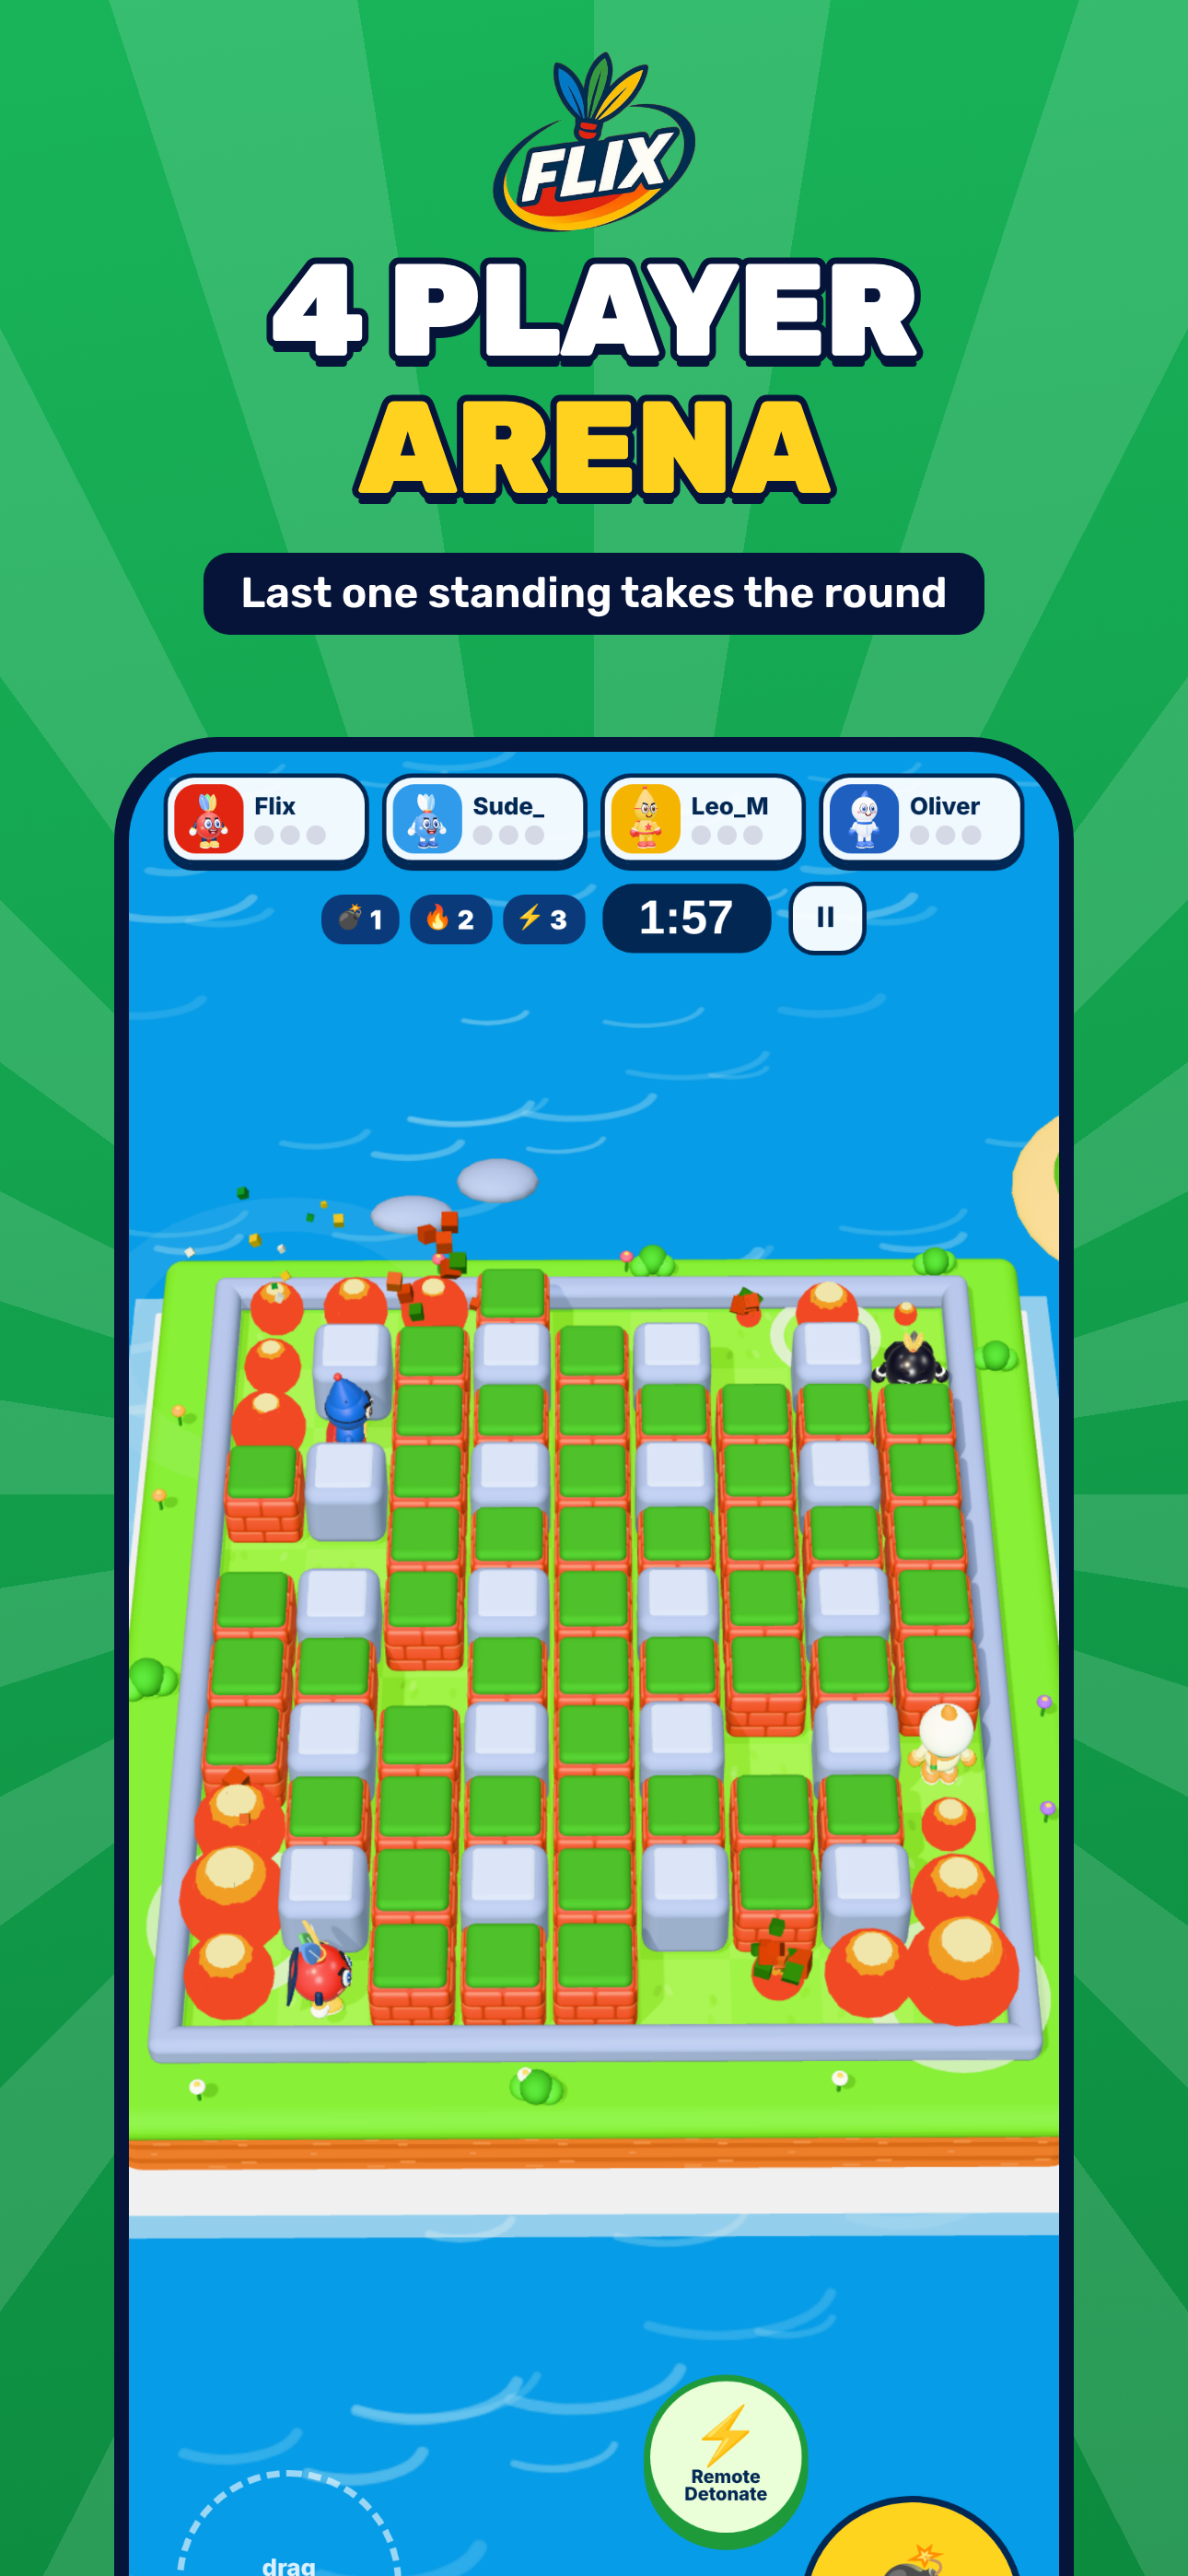 FLIX
4 PLAYER
ARENA
Last one standing takes the round
Flix
Sude_
Leo_M
Oliver
1
2
3
1:57
Remote
Detonate
drag